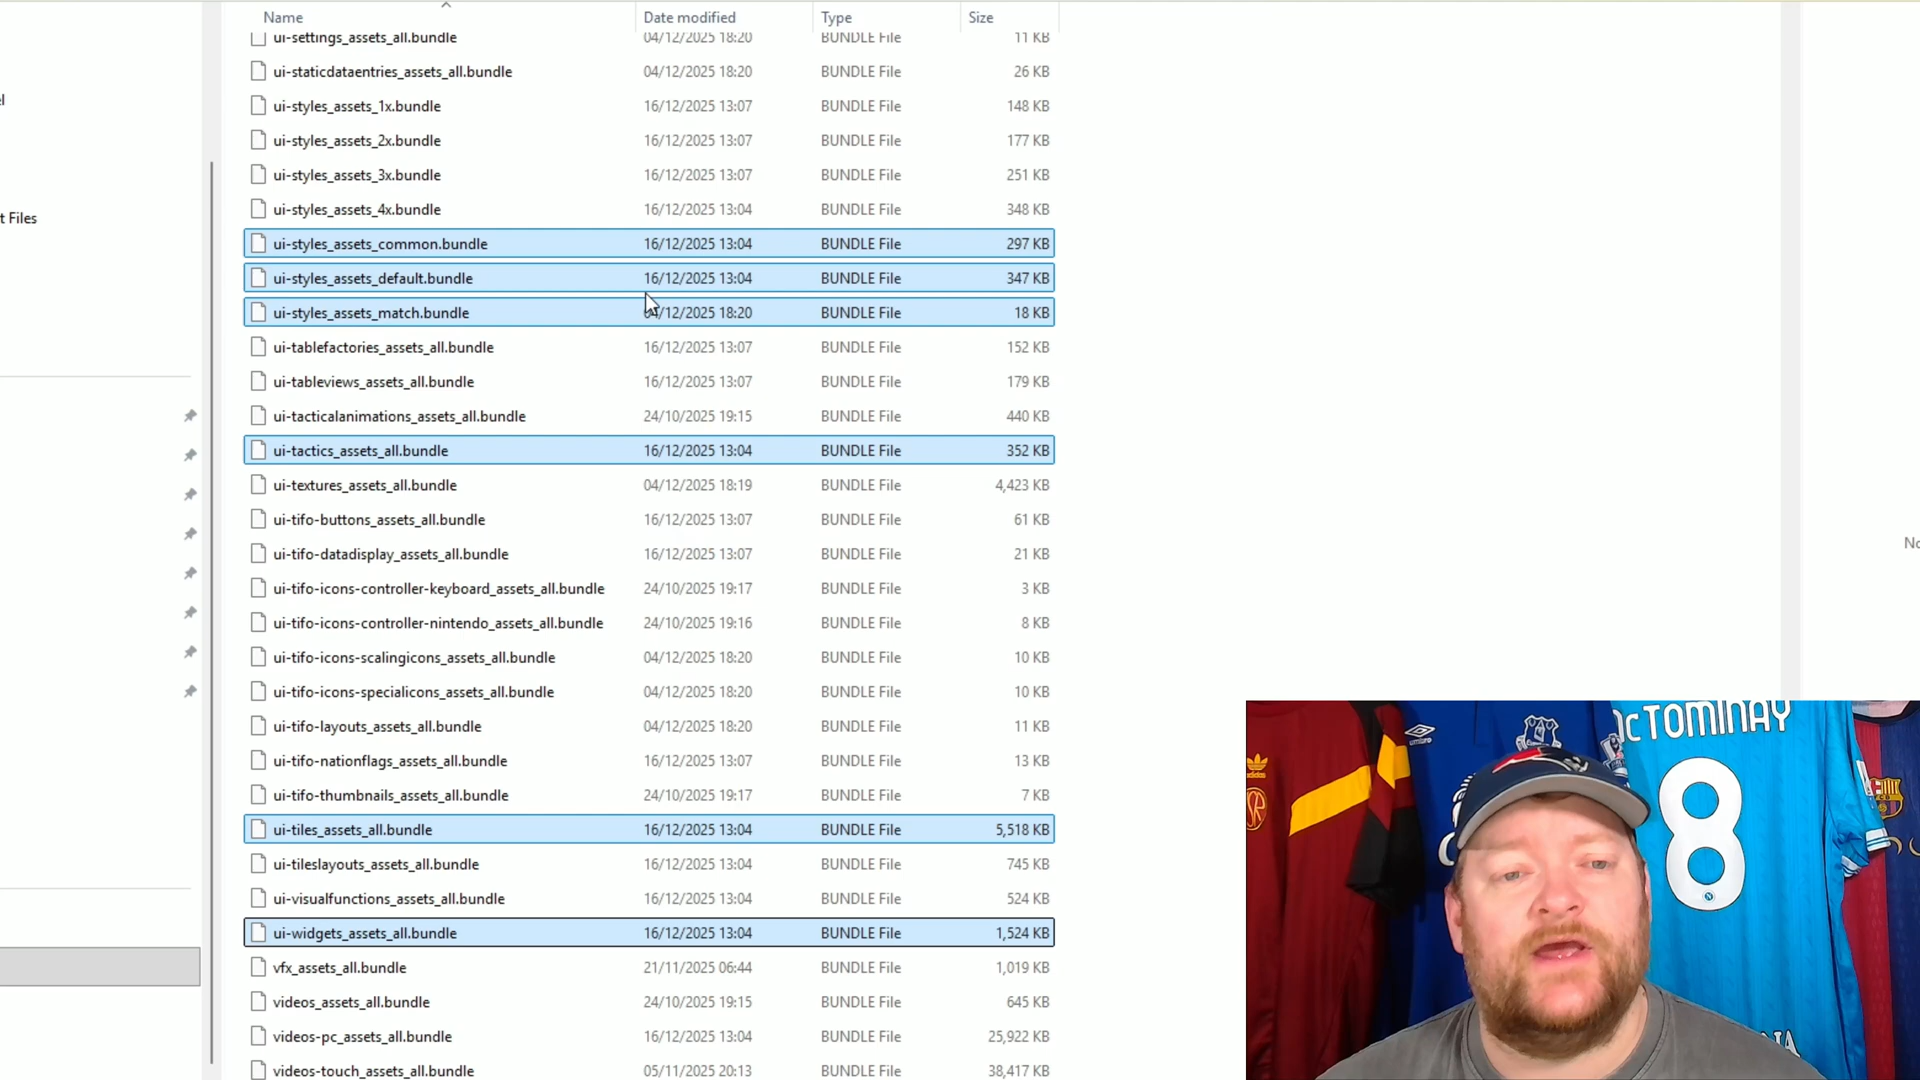 Name Date modified Type Size
ui-settings_assets_all.bundle 04/12/2025 18:20 BUNDLE File 11 KB
ui-staticdataentries_assets_all.bundle 04/12/2025 18:20 BUNDLE File 26 KB
ui-styles_assets_1x.bundle 16/12/2025 13:07 BUNDLE File 148 KB
ui-styles_assets_2x.bundle 16/12/2025 13:07 BUNDLE File 177 KB
ui-styles_assets_3x.bundle 16/12/2025 13:07 BUNDLE File 251 KB
ui-styles_assets_4x.bundle 16/12/2025 13:04 BUNDLE File 348 KB
t Files
ui-styles_assets_common.bundle 16/12/2025 13:04 BUNDLE File 297 KB
ui-styles_assets_default.bundle 16/12/2025 13:04 BUNDLE File 347 KB
ui-styles_assets_match.bundle 04/12/2025 18:20 BUNDLE File 18 KB
ui-tablefactories_assets_all.bundle 16/12/2025 13:07 BUNDLE File 152 KB
ui-tableviews_assets_all.bundle 16/12/2025 13:07 BUNDLE File 179 KB
ui-tacticalanimations_assets_all.bundle 24/10/2025 19:15 BUNDLE File 440 KB
ui-tactics_assets_all.bundle 16/12/2025 13:04 BUNDLE File 352 KB
ui-textures_assets_all.bundle 04/12/2025 18:19 BUNDLE File 4,423 KB
ui-tifo-buttons_assets_all.bundle 16/12/2025 13:07 BUNDLE File 61 KB
ui-tifo-datadisplay_assets_all.bundle 16/12/2025 13:07 BUNDLE File 21 KB
ui-tifo-icons-controller-keyboard_assets_all.bundle 24/10/2025 19:17 BUNDLE File 3 KB
ui-tifo-icons-controller-nintendo_assets_all.bundle 24/10/2025 19:16 BUNDLE File 8 KB
ui-tifo-icons-scalingicons_assets_all.bundle 04/12/2025 18:20 BUNDLE File 10 KB
ui-tifo-icons-specialicons_assets_all.bundle 04/12/2025 18:20 BUNDLE File 10 KB
ui-tifo-layouts_assets_all.bundle 04/12/2025 18:20 BUNDLE File 11 KB
ui-tifo-nationflags_assets_all.bundle 16/12/2025 13:07 BUNDLE File 13 KB
ui-tifo-thumbnails_assets_all.bundle 24/10/2025 19:17 BUNDLE File 7 KB
ui-tiles_assets_all.bundle 16/12/2025 13:04 BUNDLE File 5,518 KB
ui-tileslayouts_assets_all.bundle 16/12/2025 13:04 BUNDLE File 745 KB
ui-visualfunctions_assets_all.bundle 16/12/2025 13:04 BUNDLE File 524 KB
ui-widgets_assets_all.bundle 16/12/2025 13:04 BUNDLE File 1,524 KB
vfx_assets_all.bundle 21/11/2025 06:44 BUNDLE File 1,019 KB
videos_assets_all.bundle 24/10/2025 19:15 BUNDLE File 645 KB
videos-pc_assets_all.bundle 16/12/2025 13:04 BUNDLE File 25,922 KB
videos-touch_assets_all.bundle 05/11/2025 20:13 BUNDLE File 38,417 KB
No
McTOMINAY
8
adidas
umbro